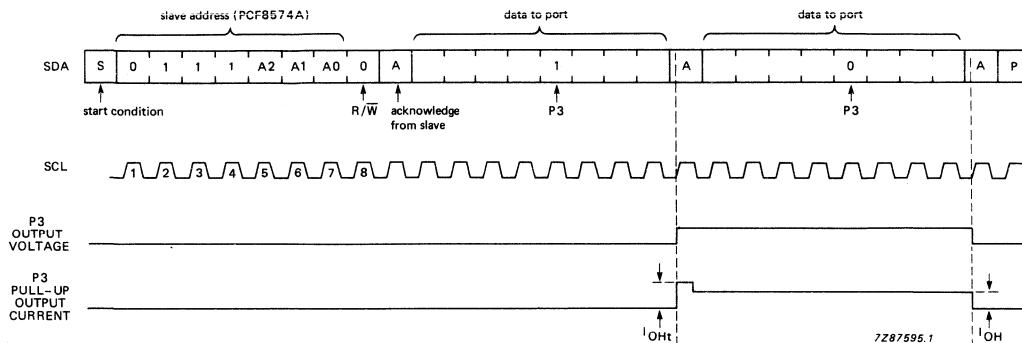 slave address (PCF8574A)
data to port
data to port
SDA
S 0 1 1 1 A2 A1 A0 0 A 1 A 0 A P
start condition
R/W̅
acknowledge
from slave
P3
P3
SCL
1 2 3 4 5 6 7 8
P3
OUTPUT
VOLTAGE
P3
PULL-UP
OUTPUT
CURRENT
IOHt
IOH
7Z87595.1